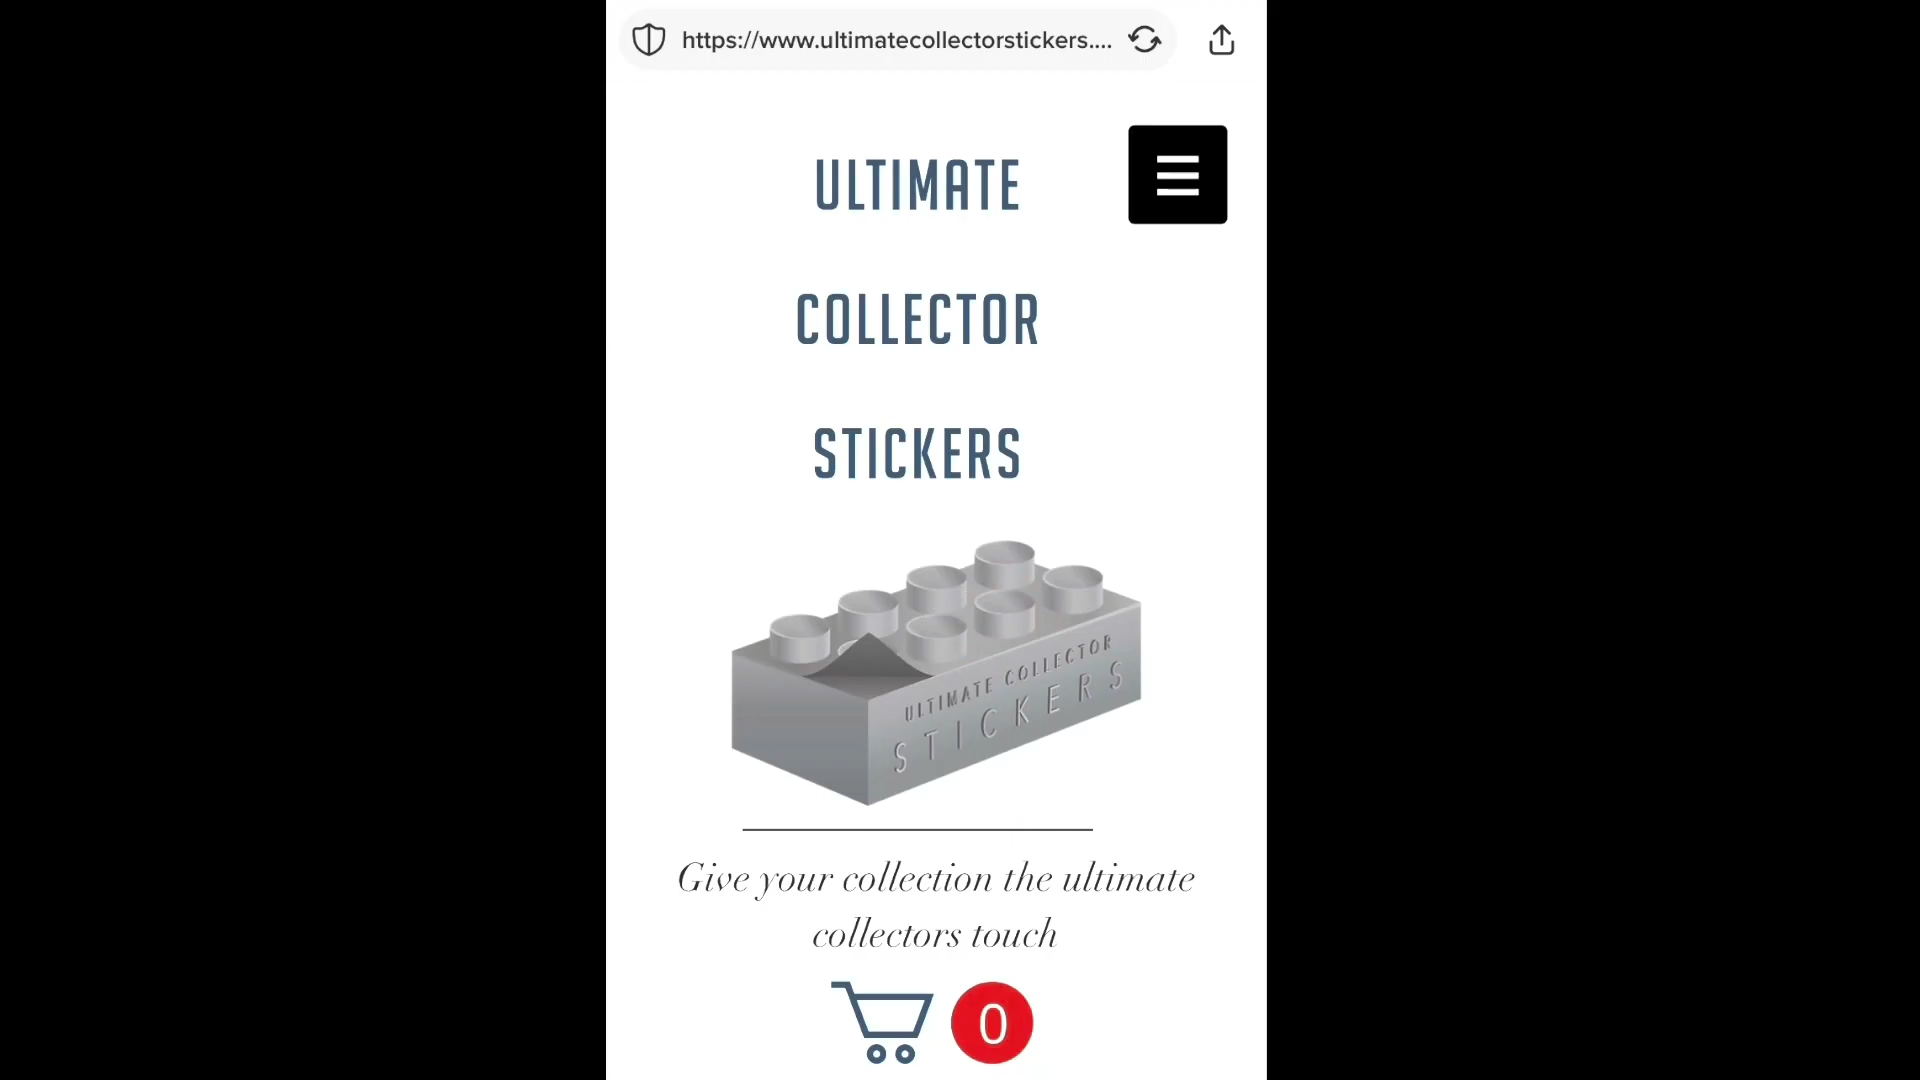 https://www.ultimatecollectorstickers....
ULTIMATE
COLLECTOR
STICKERS
ULTIMATE COLLECTOR
STICKERS
Give your collection the ultimate
collectors touch
0